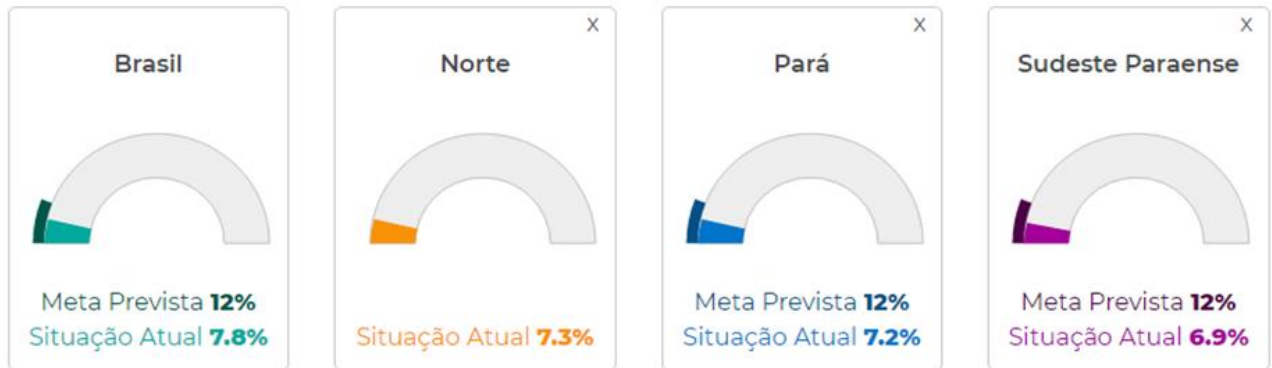 Brasil
Meta Prevista 12%
Situação Atual 7.8%
X
Norte
Situação Atual 7.3%
X
Pará
Meta Prevista 12%
Situação Atual 7.2%
X
Sudeste Paraense
Meta Prevista 12%
Situação Atual 6.9%